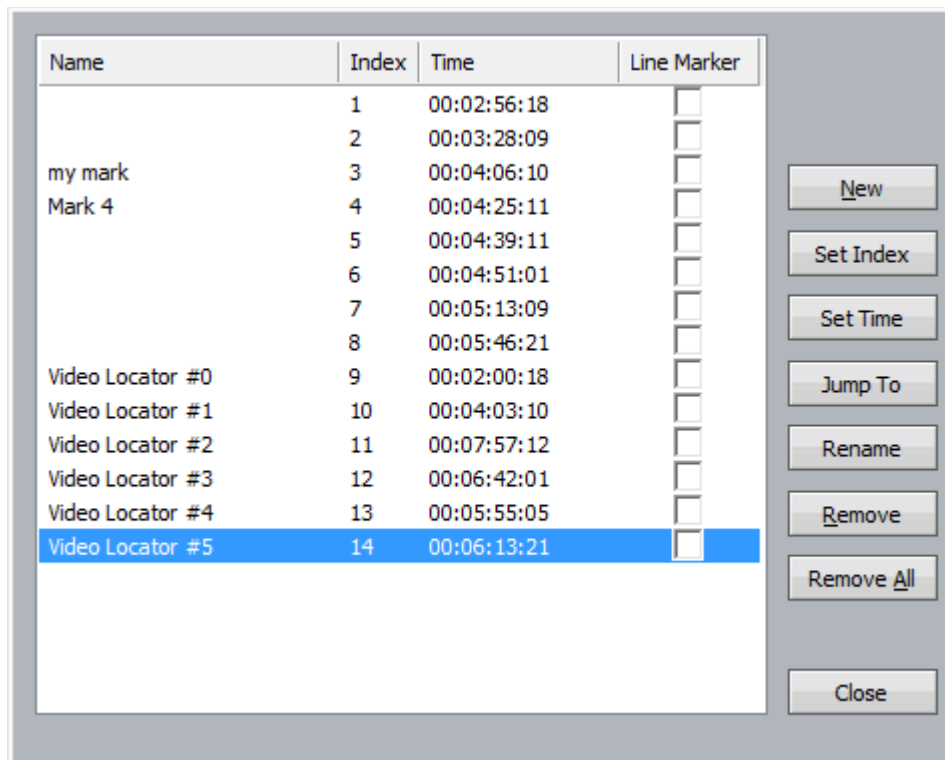 Name Index Time Line Marker
1 00:02:56:18
2 00:03:28:09
my mark 3 00:04:06:10
Mark 4 4 00:04:25:11
5 00:04:39:11
6 00:04:51:01
7 00:05:13:09
8 00:05:46:21
Video Locator #0 9 00:02:00:18
Video Locator #1 10 00:04:03:10
Video Locator #2 11 00:07:57:12
Video Locator #3 12 00:06:42:01
Video Locator #4 13 00:05:55:05
Video Locator #5 14 00:06:13:21
New
Set Index
Set Time
Jump To
Rename
Remove
Remove All
Close